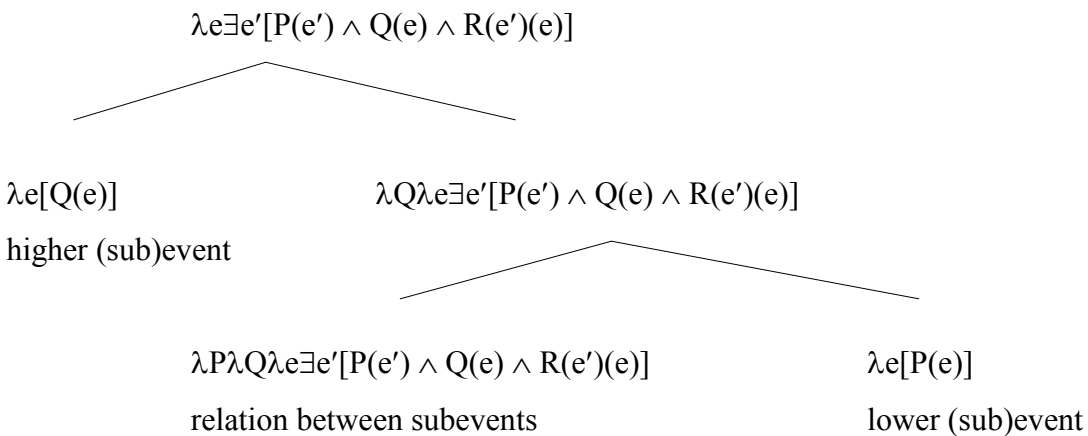 λe∃e′[P(e′) ∧ Q(e) ∧ R(e′)(e)]
λe[Q(e)] λQλe∃e′[P(e′) ∧ Q(e) ∧ R(e′)(e)]
higher (sub)event
λPλQλe∃e′[P(e′) ∧ Q(e) ∧ R(e′)(e)] λe[P(e)]
relation between subevents lower (sub)event